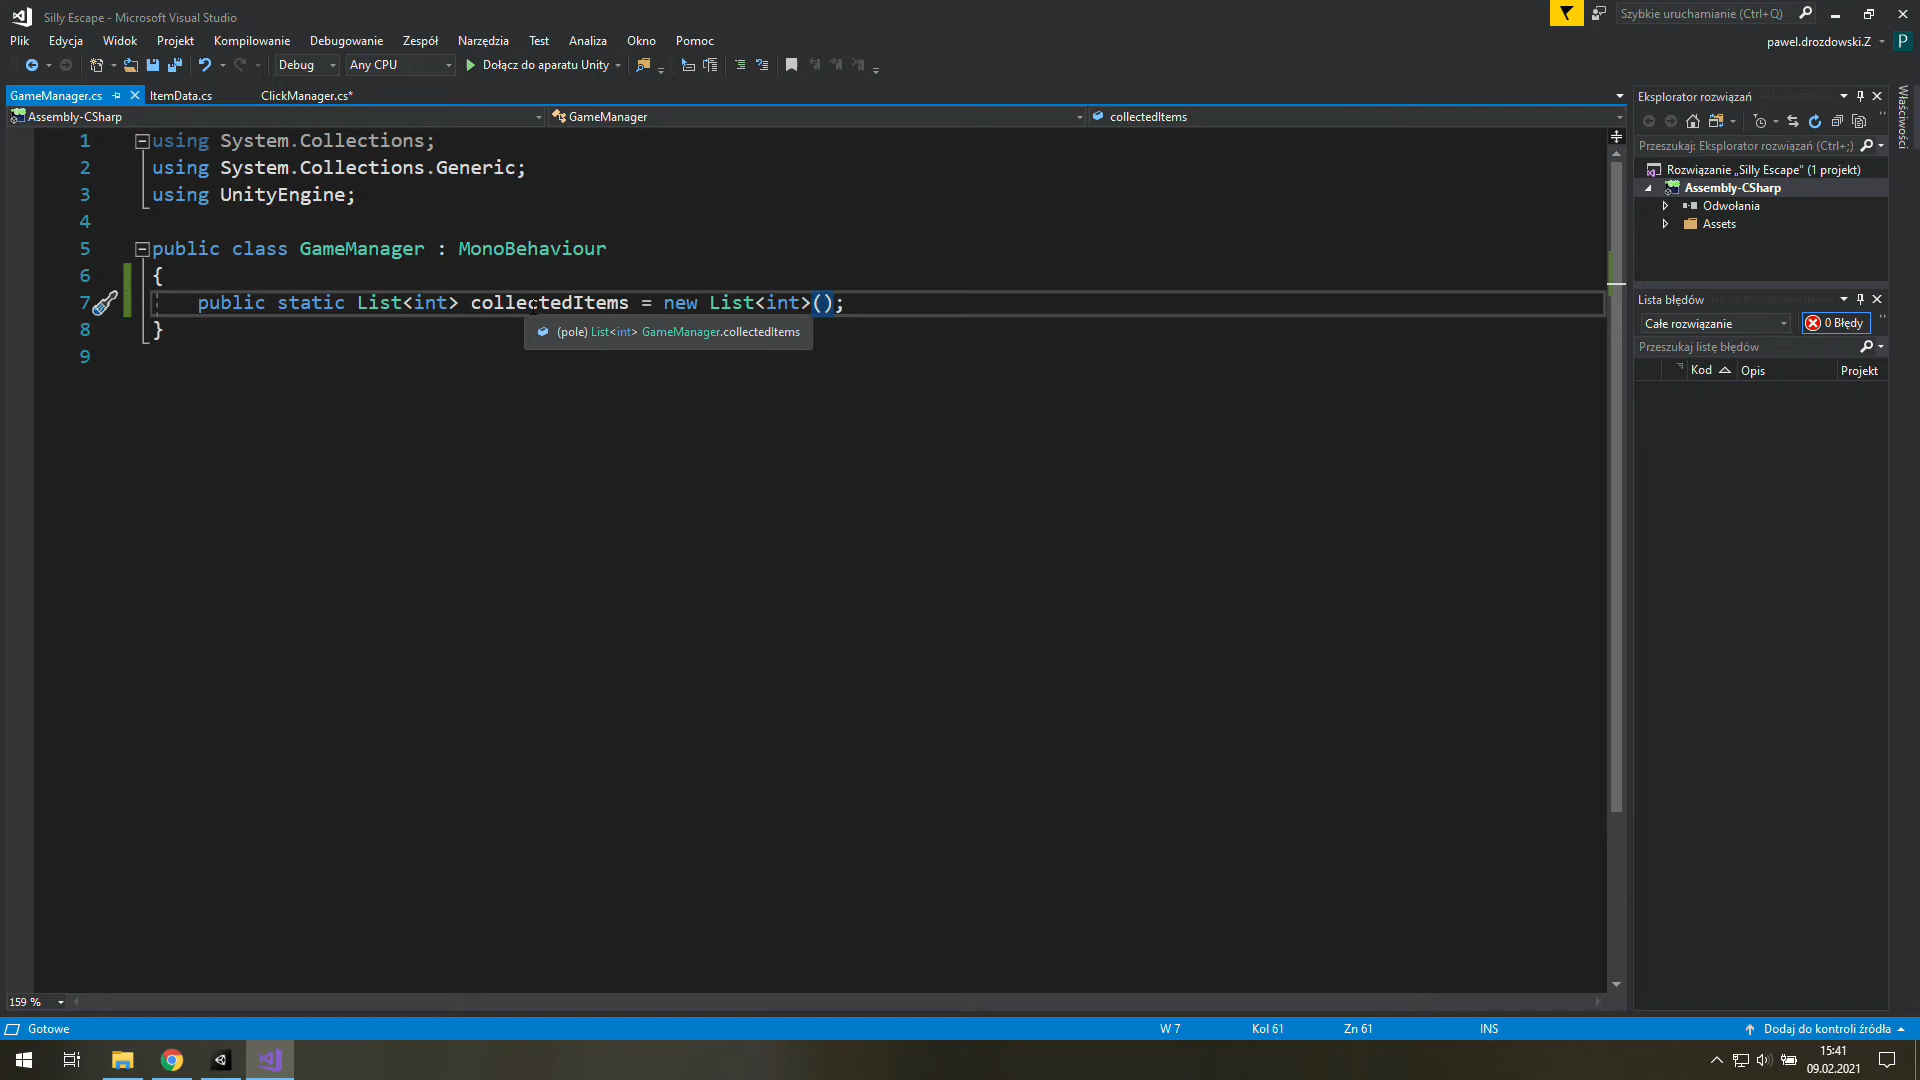 Silly Escape - Microsoft Visual Studio
Szybkie uruchamianie (Ctrl+Q)
Plik Edycja Widok Projekt Kompilowanie Debugowanie Zespół Narzędzia Test Analiza Okno Pomoc
pawel.drozdowski.Z
P
Debug Any CPU Dołącz do aparatu Unity
GameManager.cs ItemData.cs ClickManager.cs*
Assembly-CSharp GameManager collectedItems
1 using System.Collections;
2 using System.Collections.Generic;
3 using UnityEngine;
4
5 public class GameManager : MonoBehaviour
6 {
7 public static List<int> collectedItems = new List<int>();
8 }
9
(pole) List<int> GameManager.collectedItems
Eksplorator rozwiązań
Przeszukaj: Eksplorator rozwiązań (Ctrl+;)
Rozwiązanie „Silly Escape” (1 projekt)
Assembly-CSharp
Odwołania
Assets
Właściwości
Lista błędów
Całe rozwiązanie 0 Błędy
Przeszukaj listę błędów
Kod Opis Projekt
159 %
Gotowe W 7 Kol 61 Zn 61 INS Dodaj do kontroli źródła
15:41
09.02.2021